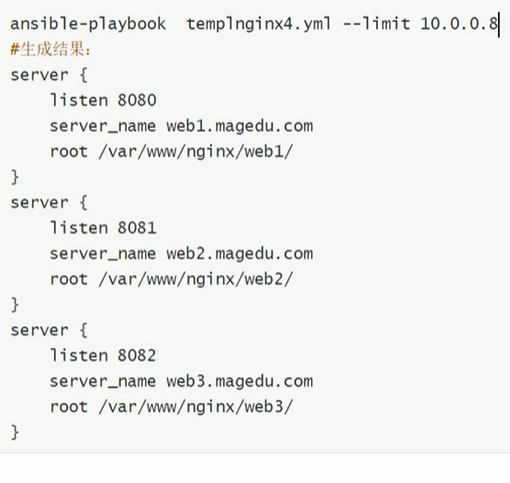 ansible-playbook  templnginx4.yml --limit 10.0.0.8
#生成结果：
server {
    listen 8080
    server_name web1.magedu.com
    root /var/www/nginx/web1/
}
server {
    listen 8081
    server_name web2.magedu.com
    root /var/www/nginx/web2/
}
server {
    listen 8082
    server_name web3.magedu.com
    root /var/www/nginx/web3/
}